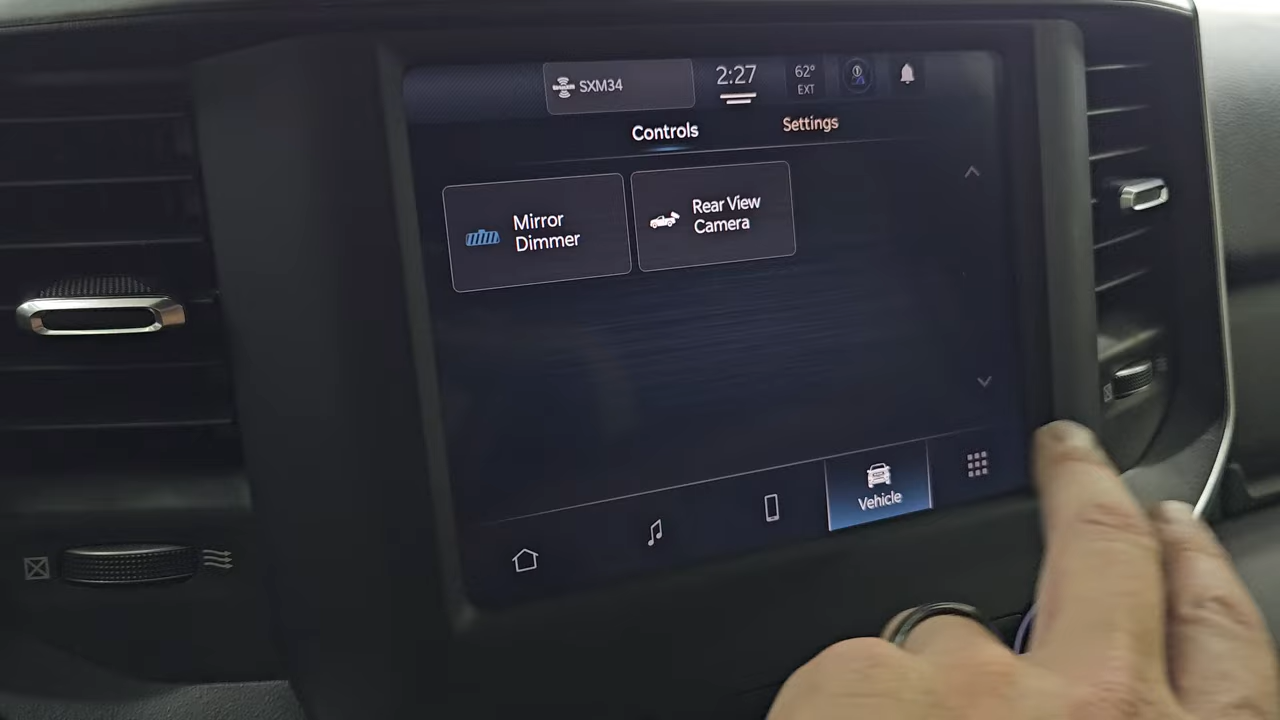 SXM34
2:27
62°
EXT
Controls
Settings
Mirror
Dimmer
Rear View
Camera
Vehicle